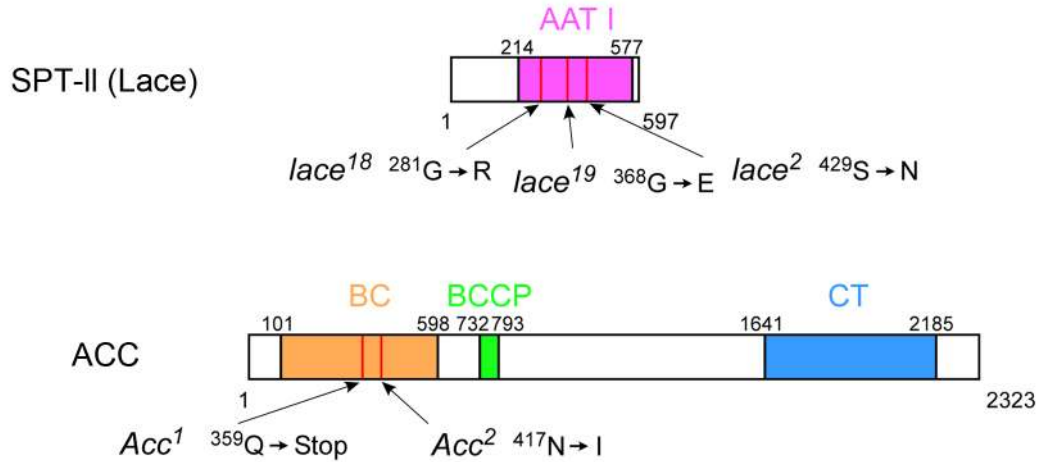 AAT I
214 577
SPT-II (Lace)
1 597
lace¹⁸ ²⁸¹G→R lace¹⁹ ³⁶⁸G→E lace² ⁴²⁹S→N
BC BCCP CT
101 598 732 793 1641 2185
ACC
1 2323
Acc¹ ³⁵⁹Q→Stop Acc² ⁴¹⁷N→I